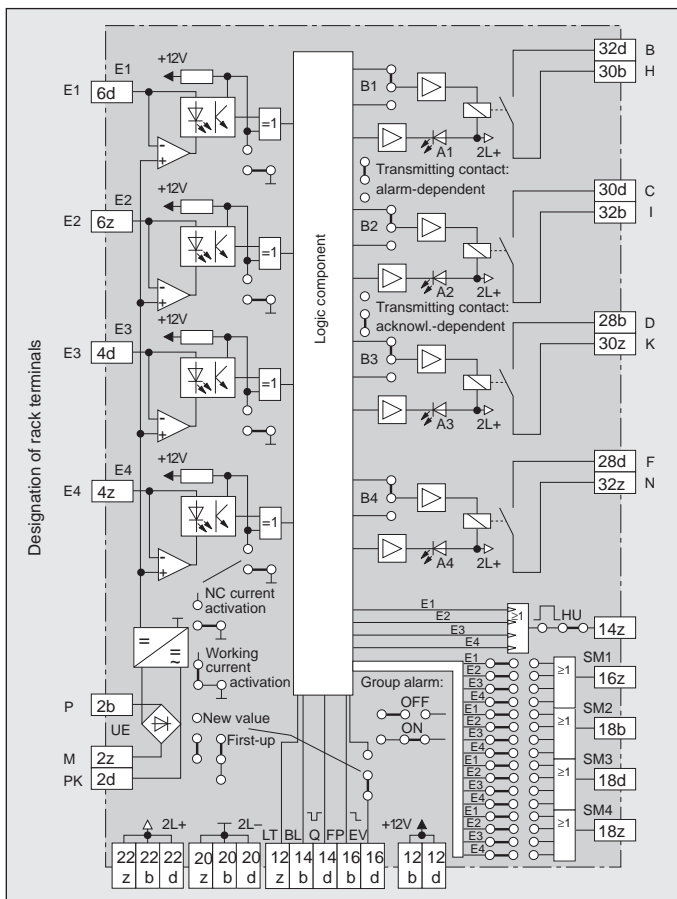 Designation of rack terminals
E1
6d
E1
+12V
=1
E2
6z
E2
+12V
=1
E3
4d
E3
+12V
=1
E4
4z
E4
+12V
=1
- +
- +
- +
- +
Logic component
B1
A1
2L+
32d
B
30b
H
Transmitting contact:
alarm-dependent
B2
A2
2L+
30d
C
32b
I
Transmitting contact:
acknowl.-dependent
B3
A3
2L+
28b
D
30z
K
B4
A4
2L+
28d
F
32z
N
NC current
activation
Working
current
activation
New value
First-up
= = ~
P
2b
UE
M
2z
PK
2d
E1
E2
E3
E4
≥1
HU
14z
Group alarm:
OFF
ON
E1
E2
E3
E4
≥1
SM1
16z
E1
E2
E3
E4
≥1
SM2
18b
E1
E2
E3
E4
≥1
SM3
18d
E1
E2
E3
E4
≥1
SM4
18z
2L+
2L–
LT BL Q FP EV
+12V
22 22 22
z b d
20 20 20
z b d
12 14 14 16 16
z b d b d
12 12
b d